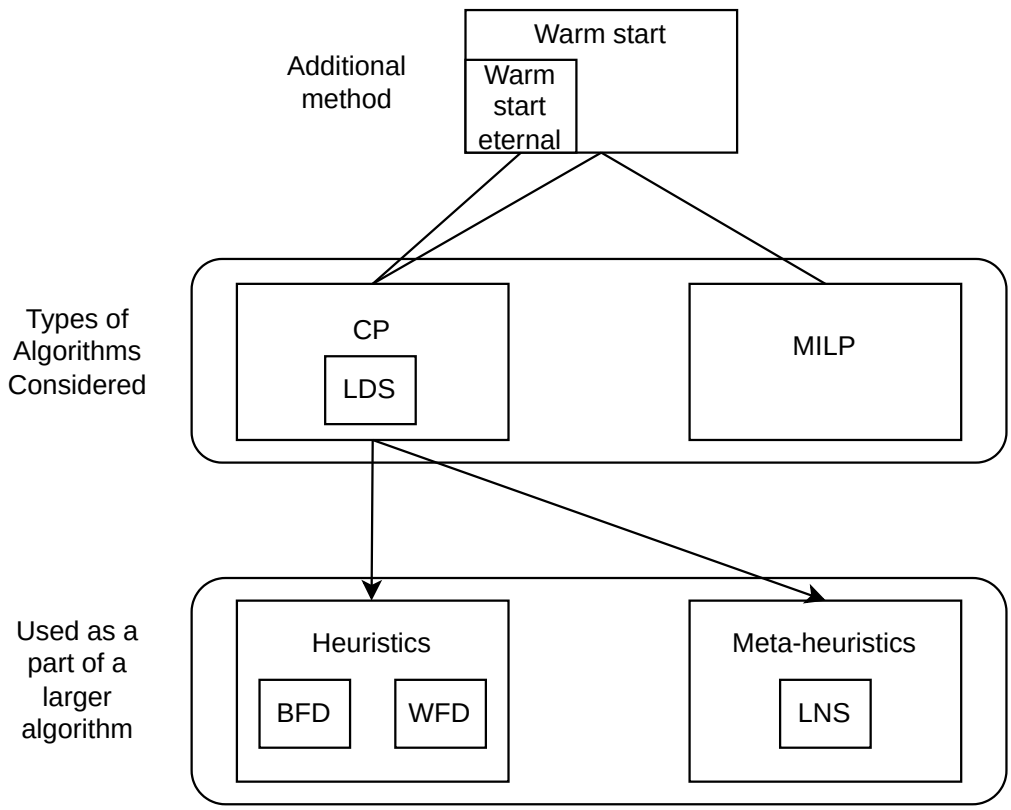 Warm start
Additional
method
Warm
start
eternal
Types of
Algorithms
Considered
CP
LDS
MILP
Used as a
part of a
larger
algorithm
Heuristics
BFD
WFD
Meta-heuristics
LNS